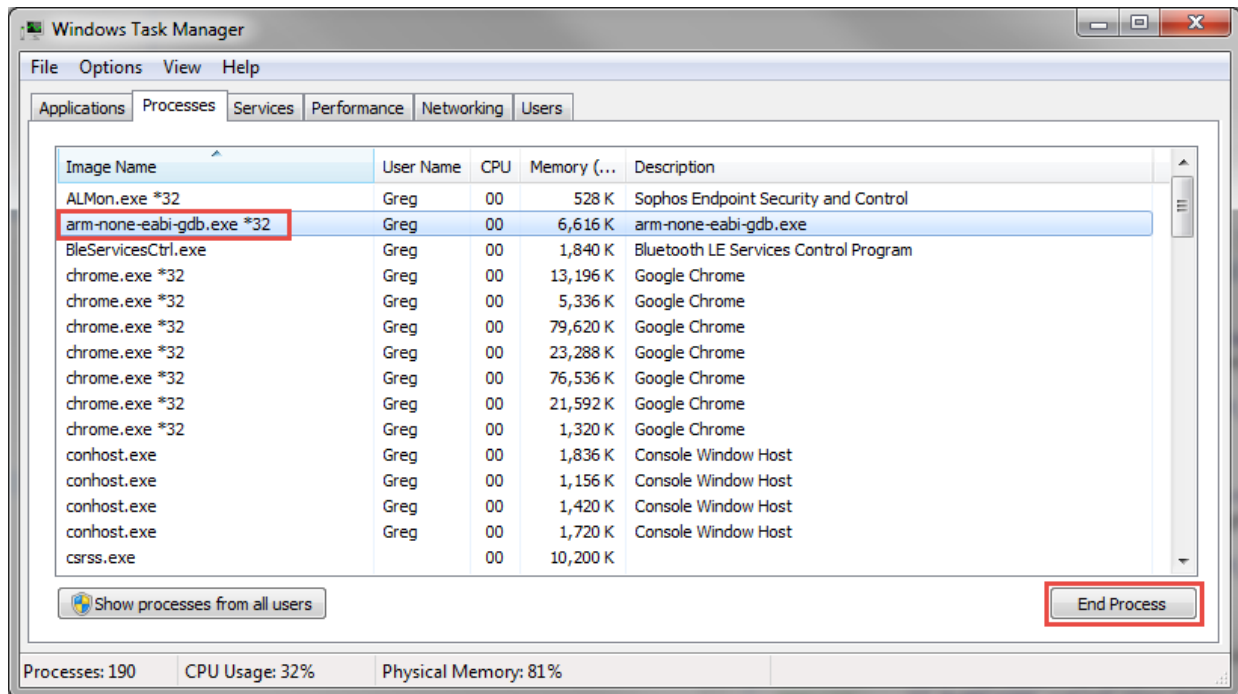 Windows Task Manager
File Options View Help
Applications Processes Services Performance Networking Users
Image Name User Name CPU Memory (... Description
ALMon.exe *32 Greg 00 528 K Sophos Endpoint Security and Control
arm-none-eabi-gdb.exe *32 Greg 00 6,616 K arm-none-eabi-gdb.exe
BleServicesCtrl.exe Greg 00 1,840 K Bluetooth LE Services Control Program
chrome.exe *32 Greg 00 13,196 K Google Chrome
chrome.exe *32 Greg 00 5,336 K Google Chrome
chrome.exe *32 Greg 00 79,620 K Google Chrome
chrome.exe *32 Greg 00 23,288 K Google Chrome
chrome.exe *32 Greg 00 76,536 K Google Chrome
chrome.exe *32 Greg 00 21,592 K Google Chrome
chrome.exe *32 Greg 00 1,320 K Google Chrome
conhost.exe Greg 00 1,836 K Console Window Host
conhost.exe Greg 00 1,156 K Console Window Host
conhost.exe Greg 00 1,420 K Console Window Host
conhost.exe Greg 00 1,720 K Console Window Host
csrss.exe 00 10,200 K
Show processes from all users End Process
Processes: 190 CPU Usage: 32% Physical Memory: 81%